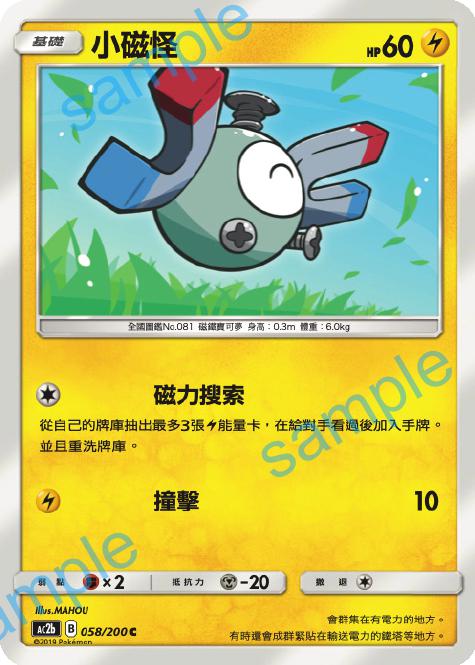 基礎 小磁怪 HP 60
sample
全國圖鑑No.081 磁鐵寶可夢 身高：0.3m 體重：6.0kg
磁力搜索
從自己的牌庫抽出最多3張能量卡，在給對手看過後加入手牌。
並且重洗牌庫。
sample
撞擊 10
sample
弱點 ×2 抵抗力 -20 撤退
Illus.MAHOU
AC2b B 058/200 C
©2019 Pokémon
會群集在有電力的地方。
有時還會成群緊貼在輸送電力的鐵塔等地方。